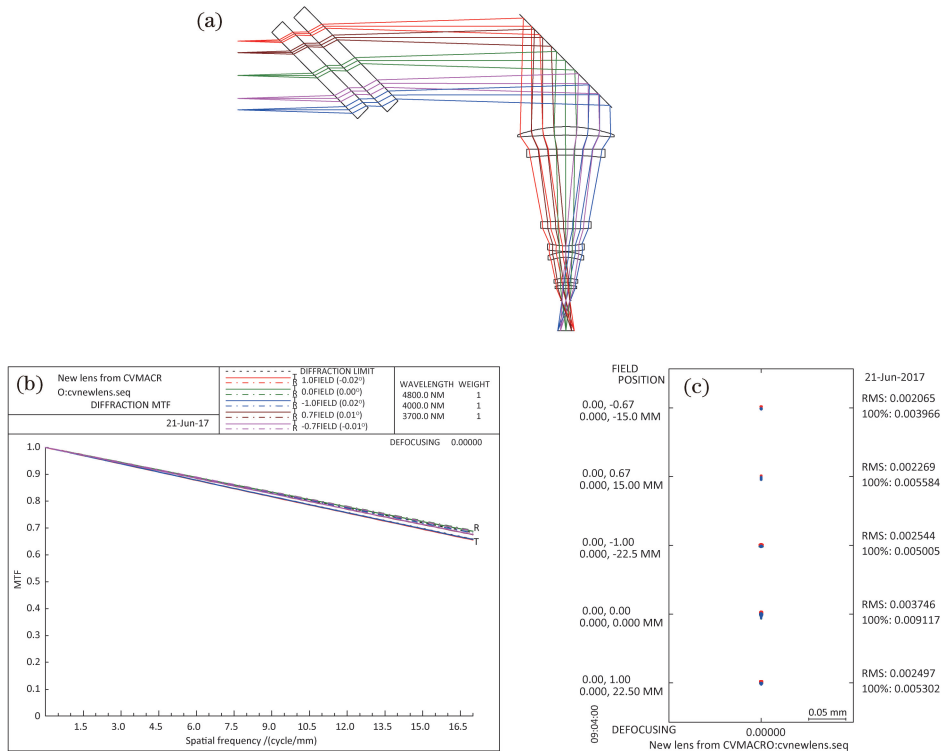 (a)
(b)
New lens from CVMACR
O:cvnewlens.seq
DIFFRACTION MTF
21-Jun-17
DIFFRACTION LIMIT
T
R 1.0FIELD (-0.02°)
T
R 0.0FIELD (0.00°)
T
R -1.0FIELD (0.02°)
T
R 0.7FIELD (0.01°)
T
R -0.7FIELD (-0.01°)
WAVELENGTH WEIGHT
4800.0 NM 1
4000.0 NM 1
3700.0 NM 1
DEFOCUSING 0.00000
1.0
0.9
0.8
0.7
0.6
0.5
0.4
0.3
0.2
0.1
0
MTF
R
T
1.5 3.0 4.5 6.0 7.5 9.0 10.5 12.0 13.5 15.0 16.5
Spatial frequency /(cycle/mm)
(c)
FIELD
POSITION
21-Jun-2017
0.00, -0.67
0.000, -15.0 MM
RMS: 0.002065
100%: 0.003966
0.00, 0.67
0.000, 15.00 MM
RMS: 0.002269
100%: 0.005584
0.00, -1.00
0.000, -22.5 MM
RMS: 0.002544
100%: 0.005005
0.00, 0.00
0.000, 0.000 MM
RMS: 0.003746
100%: 0.009117
0.00, 1.00
0.000, 22.50 MM
RMS: 0.002497
100%: 0.005302
09:04:00
0.05 mm
DEFOCUSING 0.00000
New lens from CVMACRO:cvnewlens.seq